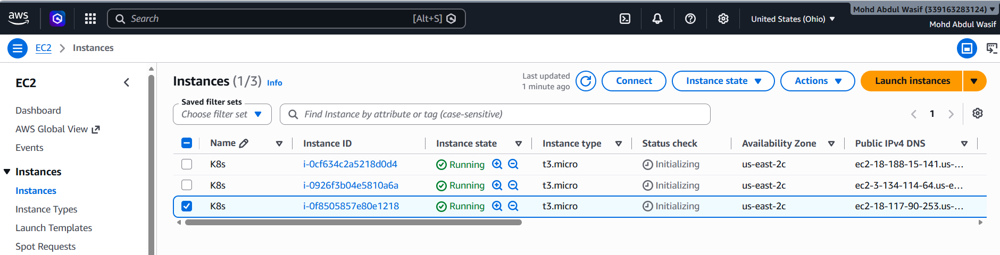 aws
Search [Alt+S]
United States (Ohio)
Mohd Abdul Wasif (339163283124)
Mohd Abdul Wasif
EC2 Instances
EC2
Dashboard
AWS Global View
Events
Instances
Instances
Instance Types
Launch Templates
Spot Requests
Instances (1/3) Info
Last updated
1 minute ago
Connect Instance state Actions Launch instances
Saved filter sets
Choose filter set
Find Instance by attribute or tag (case-sensitive)
1
Name Instance ID Instance state Instance type Status check Availability Zone Public IPv4 DNS
K8s i-0cf634c2a5218d0d4 Running t3.micro Initializing us-east-2c ec2-18-188-15-141.us-...
K8s i-0926f3b04e5810a6a Running t3.micro Initializing us-east-2c ec2-3-134-114-64.us-e...
K8s i-0f8505857e80e1218 Running t3.micro Initializing us-east-2c ec2-18-117-90-253.us-...